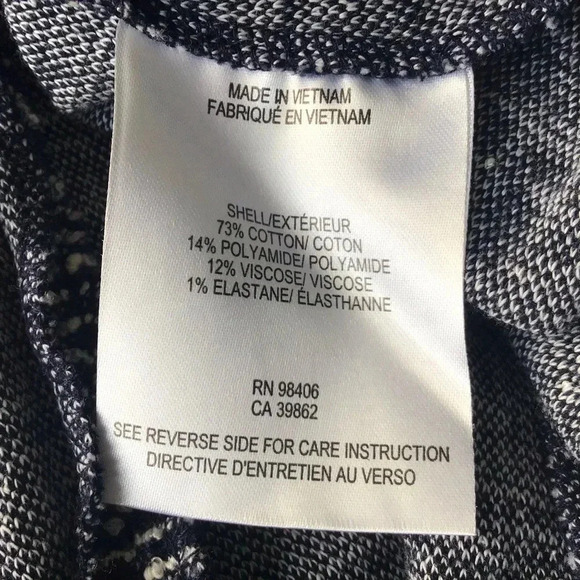 MADE IN VIETNAM
FABRIQUÉ EN VIETNAM
SHELL/EXTÉRIEUR
73% COTTON/ COTON
14% POLYAMIDE/ POLYAMIDE
12% VISCOSE/ VISCOSE
1% ELASTANE/ ÉLASTHANNE
RN 98406
CA 39862
SEE REVERSE SIDE FOR CARE INSTRUCTION
DIRECTIVE D'ENTRETIEN AU VERSO